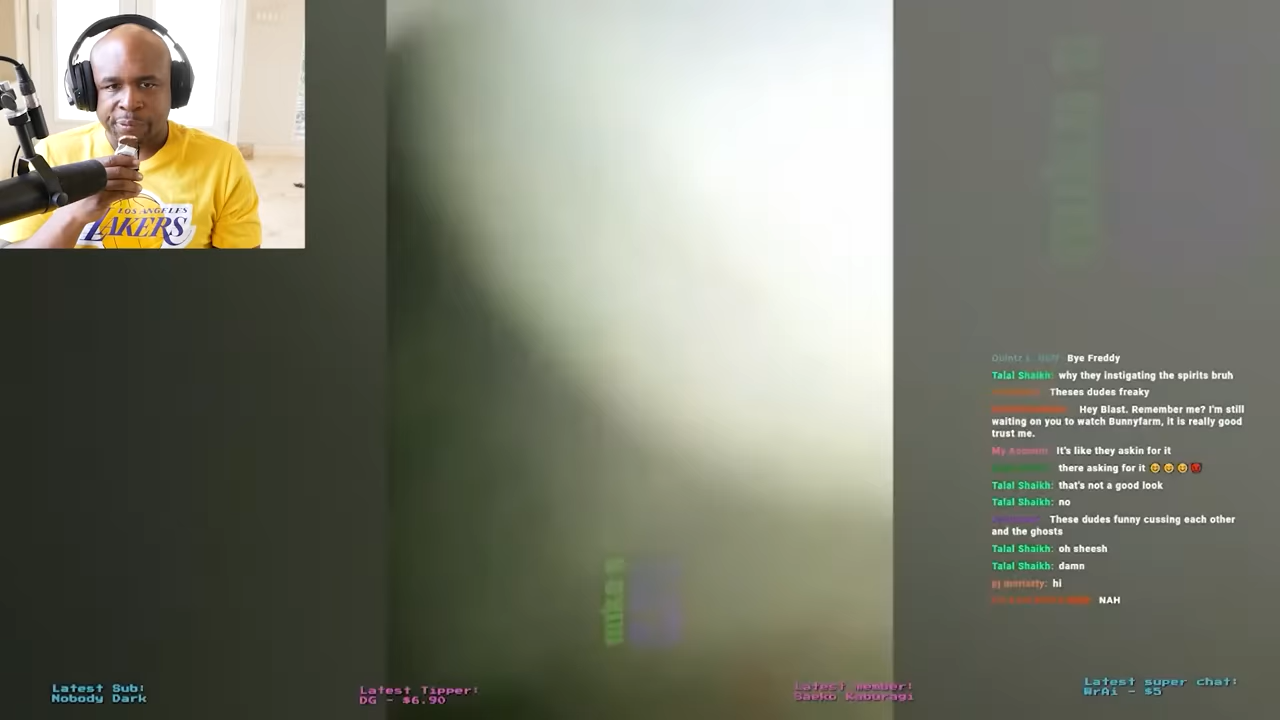 LOS ANGELES
LAKERS
Bye Freddy
Talal Shaikh: why they instigating the spirits bruh
Theses dudes freaky
Hey Blast. Remember me? I'm still
waiting on you to watch Bunnyfarm, it is really good
trust me.
My Assamm: It's like they askin for it
there asking for it
Talal Shaikh: that's not a good look
Talal Shaikh: no
These dudes funny cussing each other
and the ghosts
Talal Shaikh: oh sheesh
Talal Shaikh: damn
pj moriarty: hi
NAH
Latest Sub:
Nobody Dark
Latest Tipper:
DG - $6.90
Latest member:
Saeko Kaburagi
Latest super chat:
WrAi - $5